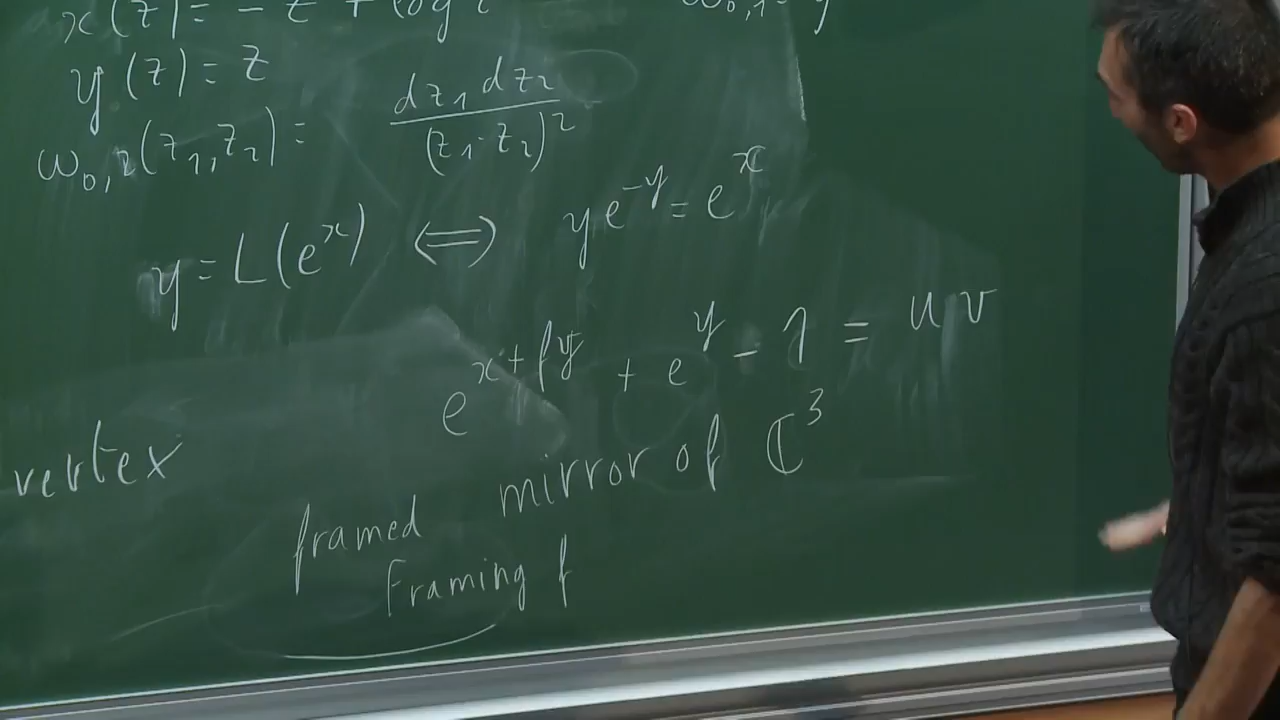 x(z) = - z + log z
y(z) = z
ω₀,₂(z₁,z₂) = dz₁ dz₂ / (z₁-z₂)²
y = L(e^x) ⟺ y e^{-y} = e^x
e^{x+fy} + e^y - 1 = uv
vertex
framed mirror of ℂ³
Framing f